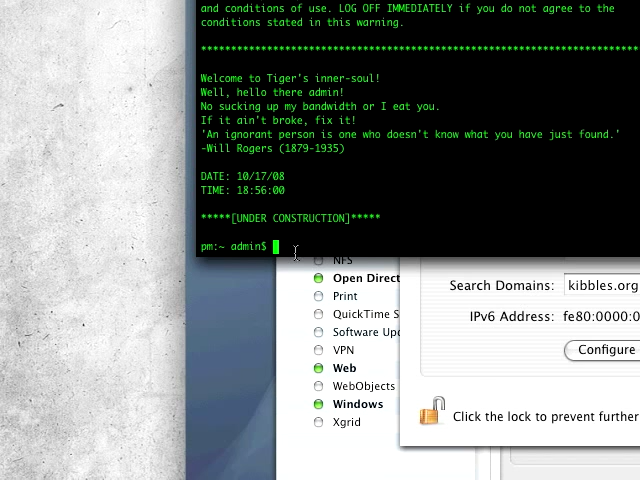 and conditions of use. LOG OFF IMMEDIATELY if you do not agree to the
conditions stated in this warning.
**************************************************************************
Welcome to Tiger's inner-soul!
Well, hello there admin!
No sucking up my bandwidth or I eat you.
If it ain't broke, fix it!
'An ignorant person is one who doesn't know what you have just found.'
-Will Rogers (1879-1935)
DATE: 10/17/08
TIME: 18:56:00
*****[UNDER CONSTRUCTION]*****
pm:~ admin$
NFS
Open Direct
Print
QuickTime S
Software Upd
VPN
Web
WebObjects
Windows
Xgrid
Search Domains: kibbles.org
IPv6 Address: fe80:0000:0
Configure
Click the lock to prevent further